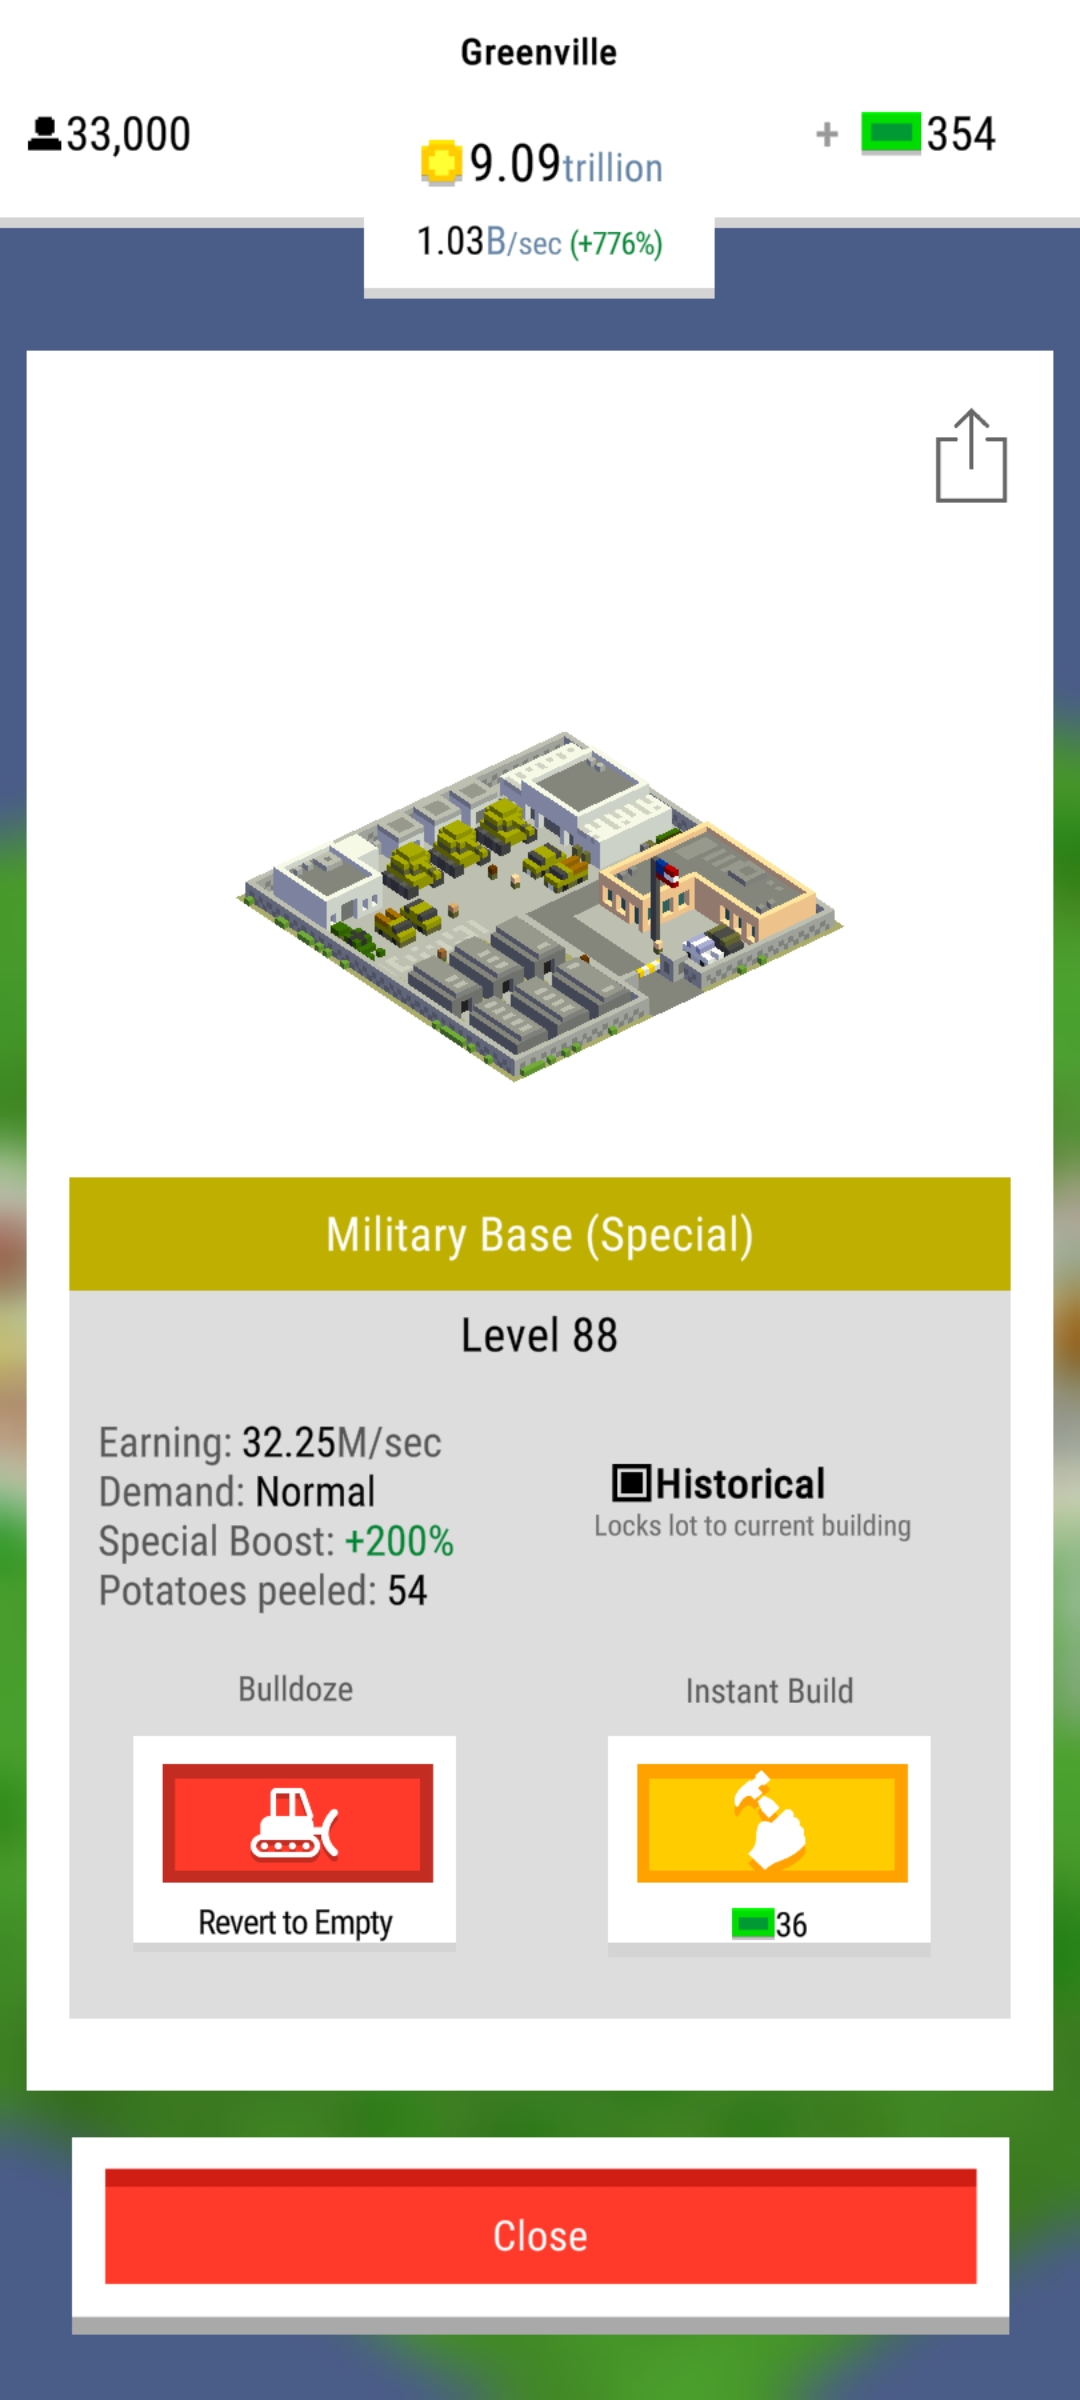 Greenville
33,000
+ 354
9.09trillion
1.03B/sec (+776%)
Military Base (Special)
Level 88
Earning: 32.25M/sec
Demand: Normal
Special Boost: +200%
Potatoes peeled: 54
Historical
Locks lot to current building
Bulldoze
Revert to Empty
Instant Build
36
Close